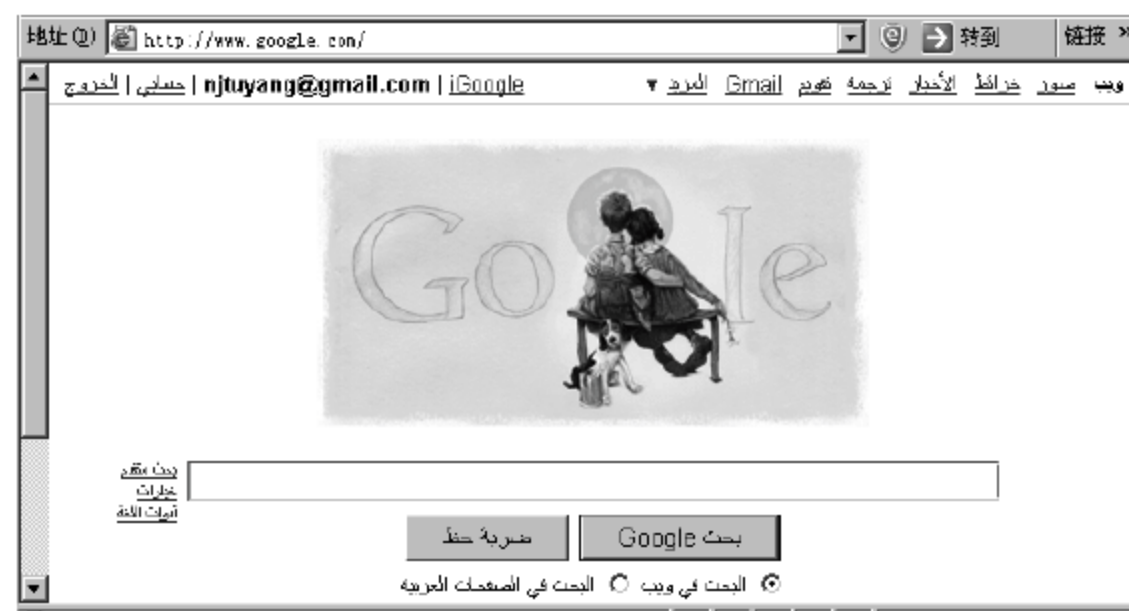 地址(D) http://www.google.com/ 转到 链接 »
ويب صور خرائط الأخبار ترجمة تقويم Gmail المزيد ▼ iGoogle | njtuyang@gmail.com | حسابي | الخروج
Google
بحث متقدم
خيارات
أدوات اللغة
بحث Google ضربة حظ
البحث في ويب البحث في الصفحات العربية